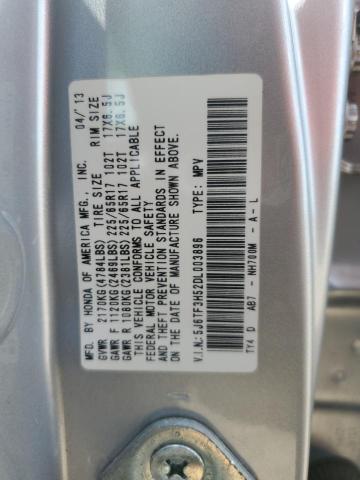 MFD. BY HONDA OF AMERICA MFG., INC. 04/ 13
GVWR 2170KG(4784LBS) TIRE SIZE RIM SIZE
GAWR F 1120KG(2469LBS) 225/65R17 102T 17X6.5J
GAWR R 1080KG(2381LBS) 225/65R17 102T 17X6.5J
THIS VEHICLE CONFORMS TO ALL APPLICABLE
FEDERAL MOTOR VEHICLE SAFETY
AND THEFT PREVENTION STANDARDS IN EFFECT
ON THE DATE OF MANUFACTURE SHOWN ABOVE.
V.I.N.: 5J6TF3H52DL003896 TYPE: MPV
TY4 D AB7 - NH700M - A - L